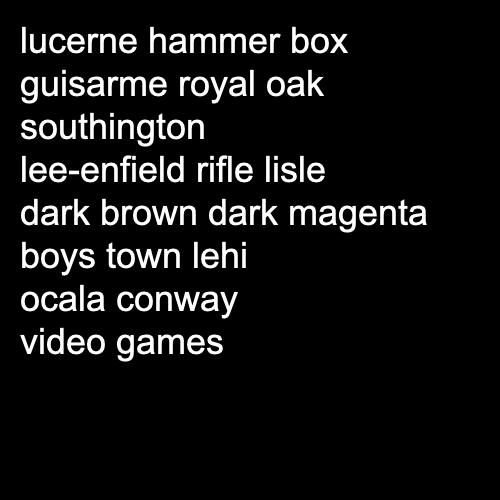 lucerne hammer box
guisarme royal oak
southington
lee-enfield rifle lisle
dark brown dark magenta
boys town lehi
ocala conway
video games